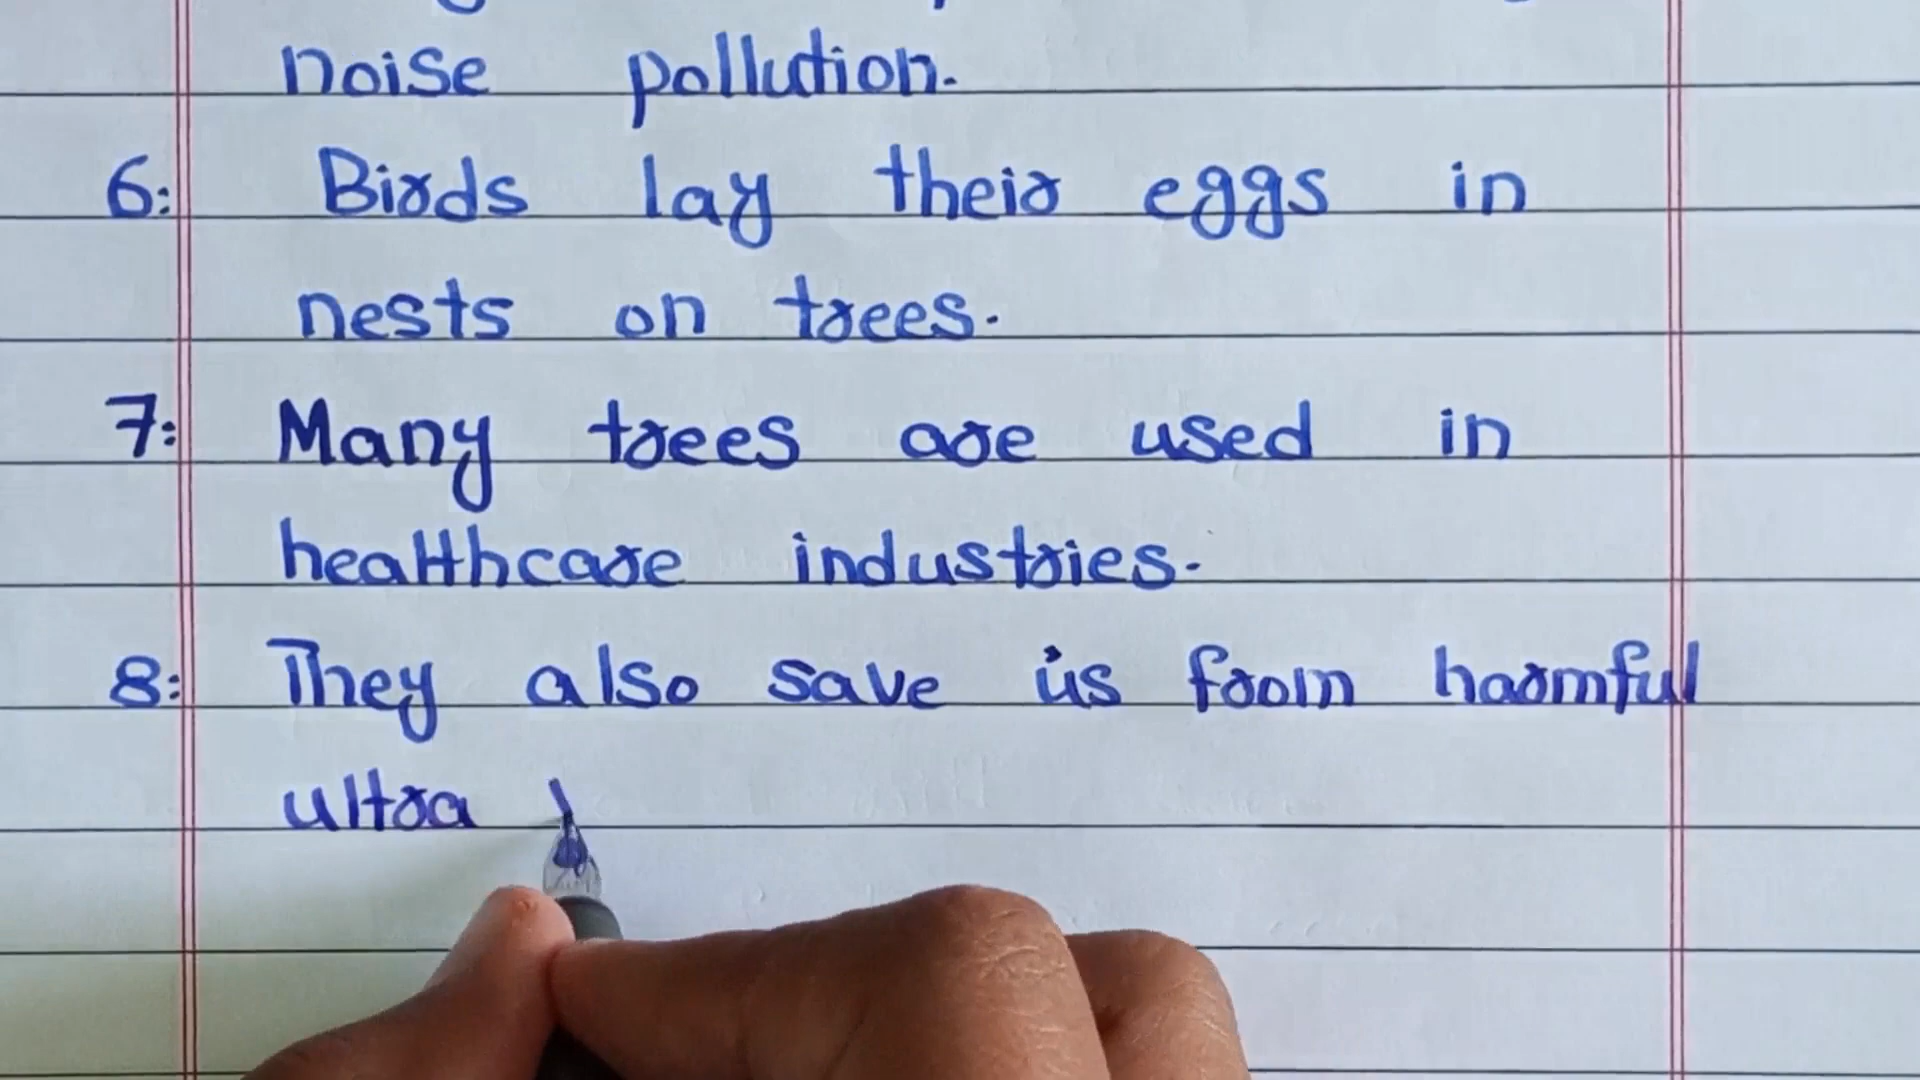 noise pollution.
6: Birds lay their eggs in
nests on trees.
7: Many trees are used in
healthcare industries.
8: They also save us from harmful
ultra